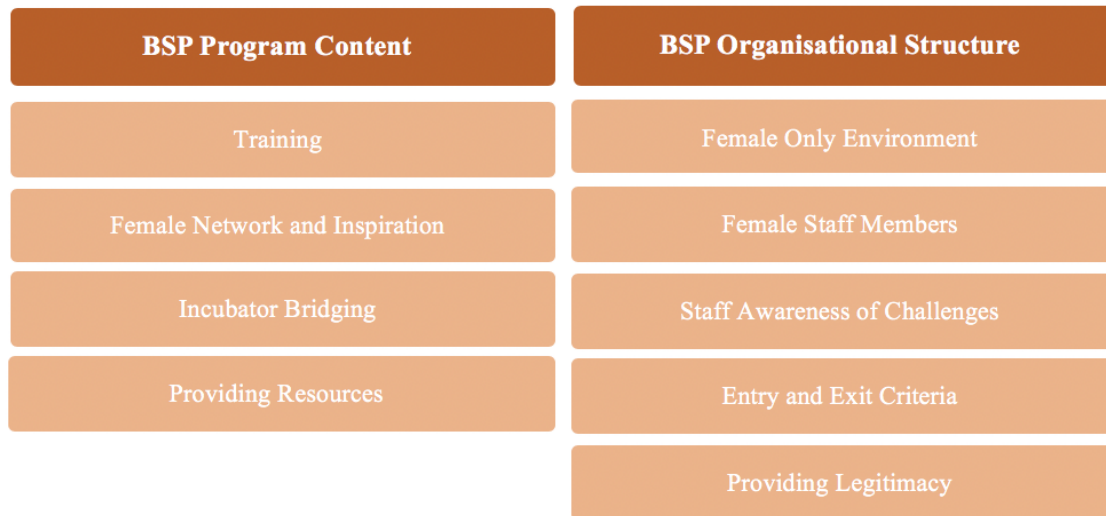 BSP Program Content
Training
Female Network and Inspiration
Incubator Bridging
Providing Resources
BSP Organisational Structure
Female Only Environment
Female Staff Members
Staff Awareness of Challenges
Entry and Exit Criteria
Providing Legitimacy